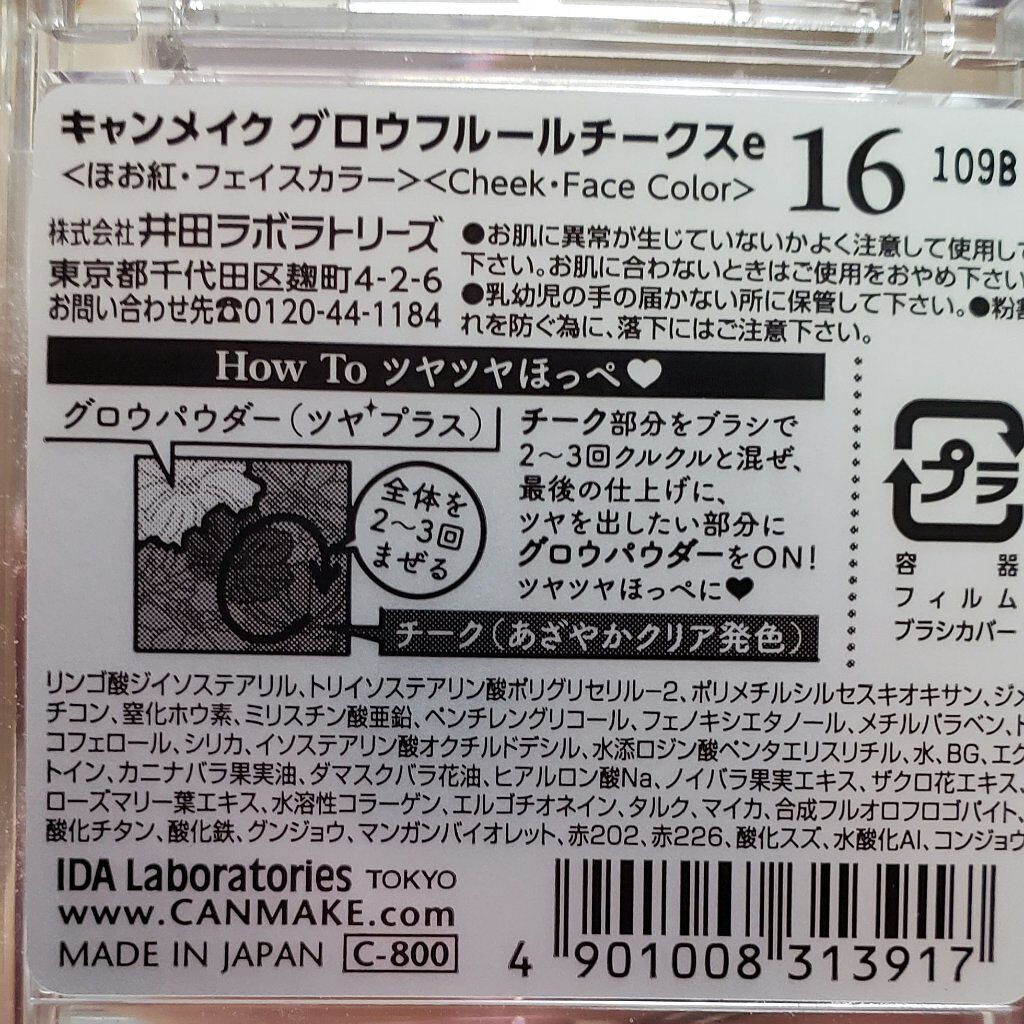 キャンメイク グロウフルールチークスe 16 109B
<ほお紅・フェイスカラー><Cheek・Face Color>
株式会社 井田ラボラトリーズ
東京都千代田区麹町4-2-6
お問い合わせ先☎0120-44-1184
●お肌に異常が生じていないかよく注意して使用して
下さい。お肌に合わないときはご使用をおやめ下さい
●乳幼児の手の届かない所に保管して下さい。●粉割
れを防ぐ為に、落下にはご注意下さい。
How To ツヤツヤほっぺ♥
グロウパウダー(ツヤ+プラス)
全体を
2〜3回
まぜる
チーク(あざやかクリア発色)
チーク部分をブラシで
2〜3回クルクルと混ぜ、
最後の仕上げに、
ツヤを出したい部分に
グロウパウダーをON!
ツヤツヤほっぺに♥
プラ
容器
フィルム
ブラシカバー
リンゴ酸ジイソステアリル、トリイソステアリン酸ポリグリセリル-2、ポリメチルシルセスキオキサン、ジメ
チコン、窒化ホウ素、ミリスチン酸亜鉛、ペンチレングリコール、フェノキシエタノール、メチルパラベン、ト
コフェロール、シリカ、イソステアリン酸オクチルドデシル、水添ロジン酸ペンタエリスリチル、水、BG、エク
トイン、カニナバラ果実油、ダマスクバラ花油、ヒアルロン酸Na、ノイバラ果実エキス、ザクロ花エキス、
ローズマリー葉エキス、水溶性コラーゲン、エルゴチオネイン、タルク、マイカ、合成フルオロフロゴパイト、
酸化チタン、酸化鉄、グンジョウ、マンガンバイオレット、赤202、赤226、酸化スズ、水酸化Al、コンジョウ
IDA Laboratories TOKYO
www.CANMAKE.com
MADE IN JAPAN C-800
4 901008 313917